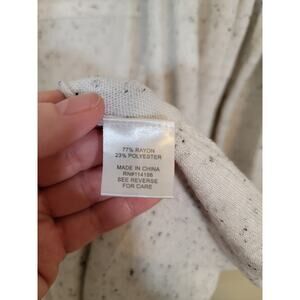 77% RAYON
23% POLYESTER
MADE IN CHINA
RN#114186
SEE REVERSE
FOR CARE